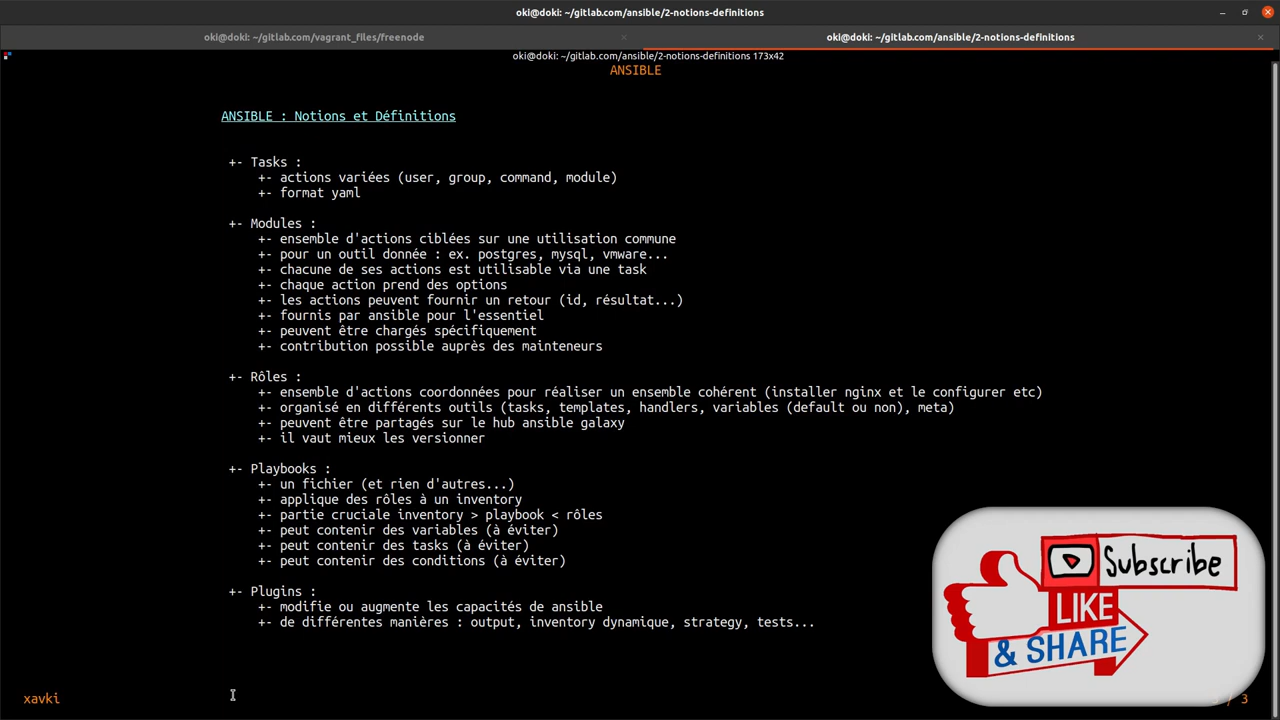 oki@doki: ~/gitlab.com/ansible/2-notions-definitions
oki@doki: ~/gitlab.com/vagrant_files/freenode
oki@doki: ~/gitlab.com/ansible/2-notions-definitions
oki@doki: ~/gitlab.com/ansible/2-notions-definitions 173x42
ANSIBLE
ANSIBLE : Notions et Définitions
+- Tasks :
+- actions variées (user, group, command, module)
+- format yaml
+- Modules :
+- ensemble d'actions ciblées sur une utilisation commune
+- pour un outil donnée : ex. postgres, mysql, vmware...
+- chacune de ses actions est utilisable via une task
+- chaque action prend des options
+- les actions peuvent fournir un retour (id, résultat...)
+- fournis par ansible pour l'essentiel
+- peuvent être chargés spécifiquement
+- contribution possible auprès des mainteneurs
+- Rôles :
+- ensemble d'actions coordonnées pour réaliser un ensemble cohérent (installer nginx et le configurer etc)
+- organisé en différents outils (tasks, templates, handlers, variables (default ou non), meta)
+- peuvent être partagés sur le hub ansible galaxy
+- il vaut mieux les versionner
+- Playbooks :
+- un fichier (et rien d'autres...)
+- applique des rôles à un inventory
+- partie cruciale inventory > playbook < rôles
+- peut contenir des variables (à éviter)
+- peut contenir des tasks (à éviter)
+- peut contenir des conditions (à éviter)
+- Plugins :
+- modifie ou augmente les capacités de ansible
+- de différentes manières : output, inventory dynamique, strategy, tests...
Subscribe
LIKE
& SHARE
xavki
/ 3